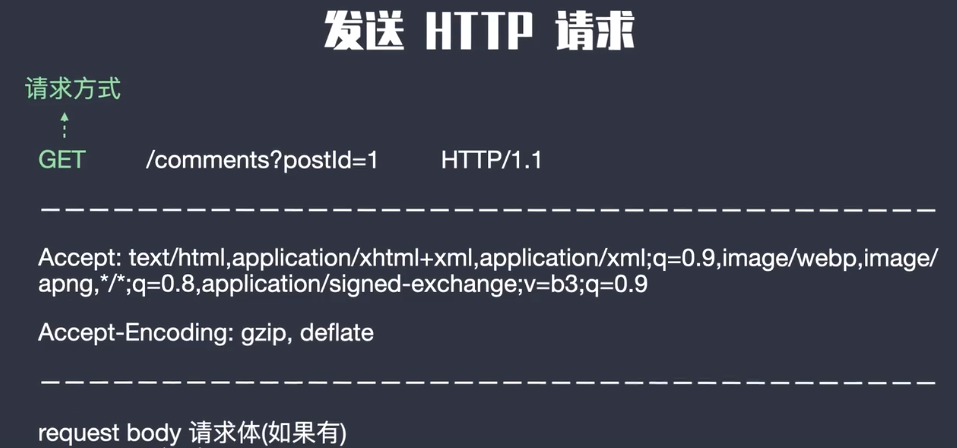 发送 HTTP 请求
请求方式
GET /comments?postId=1 HTTP/1.1
Accept: text/html,application/xhtml+xml,application/xml;q=0.9,image/webp,image/
apng,*/*;q=0.8,application/signed-exchange;v=b3;q=0.9
Accept-Encoding: gzip, deflate
request body 请求体(如果有)